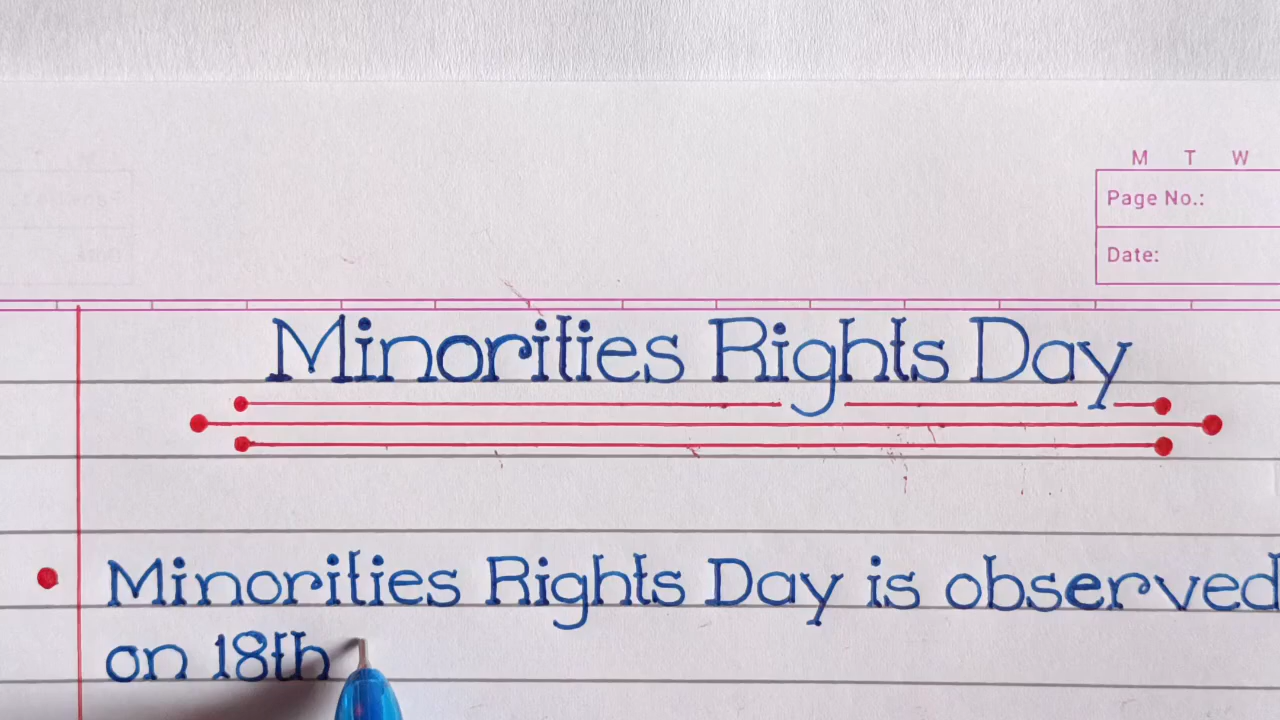 M T W
Page No.:
Date:
Minorities Rights Day
Minorities Rights Day is observed
on 18th